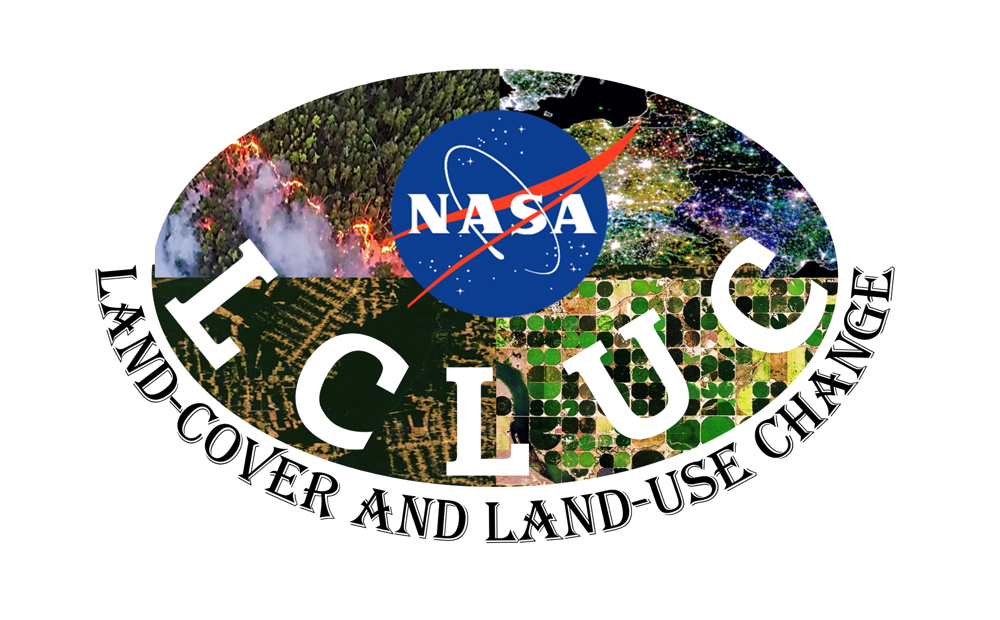 NASA
LCLUC
LAND-COVER AND LAND-USE CHANGE